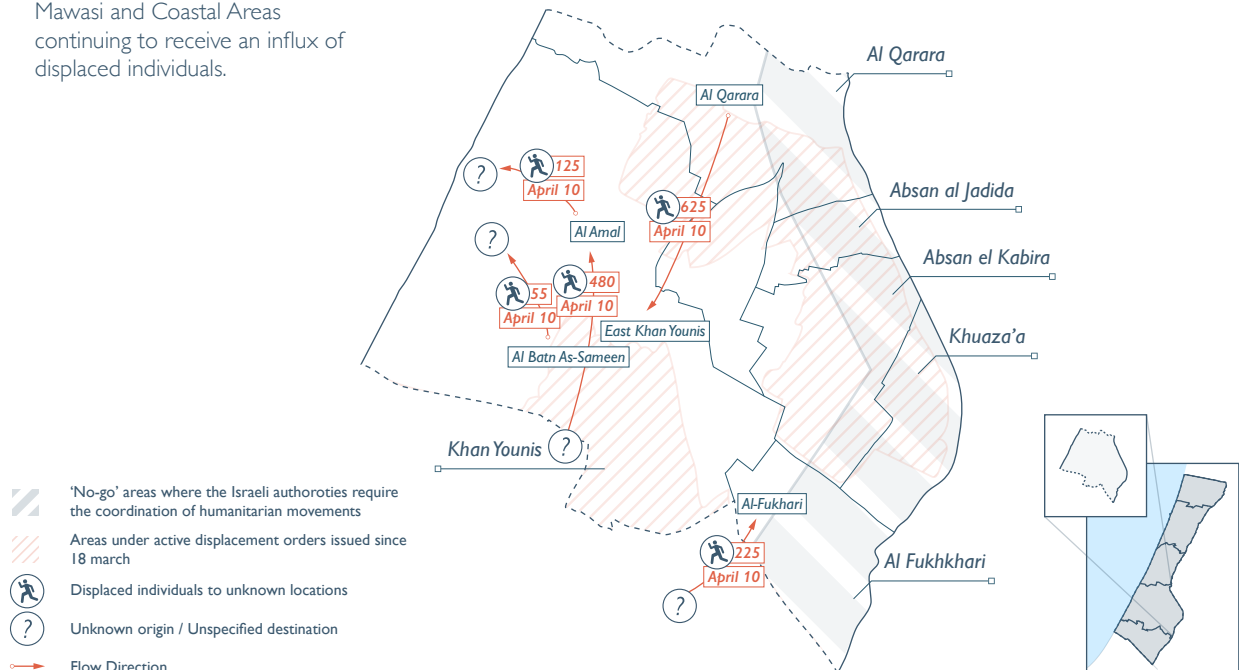 Mawasi and Coastal Areas
continuing to receive an influx of
displaced individuals.
Al Qarara
Al Qarara
?
125
April 10
Absan al Jadida
625
April 10
Al Amal
?
Absan el Kabira
480
April 10
55
April 10
East Khan Younis
Khuaza’a
Al Batn As-Sameen
Khan Younis
?
Al-Fukhari
225
April 10
Al Fukhkhari
?
‘No-go’ areas where the Israeli authoroties require
the coordination of humanitarian movements
Areas under active displacement orders issued since
18 march
Displaced individuals to unknown locations
?
Unknown origin / Unspecified destination
Flow Direction